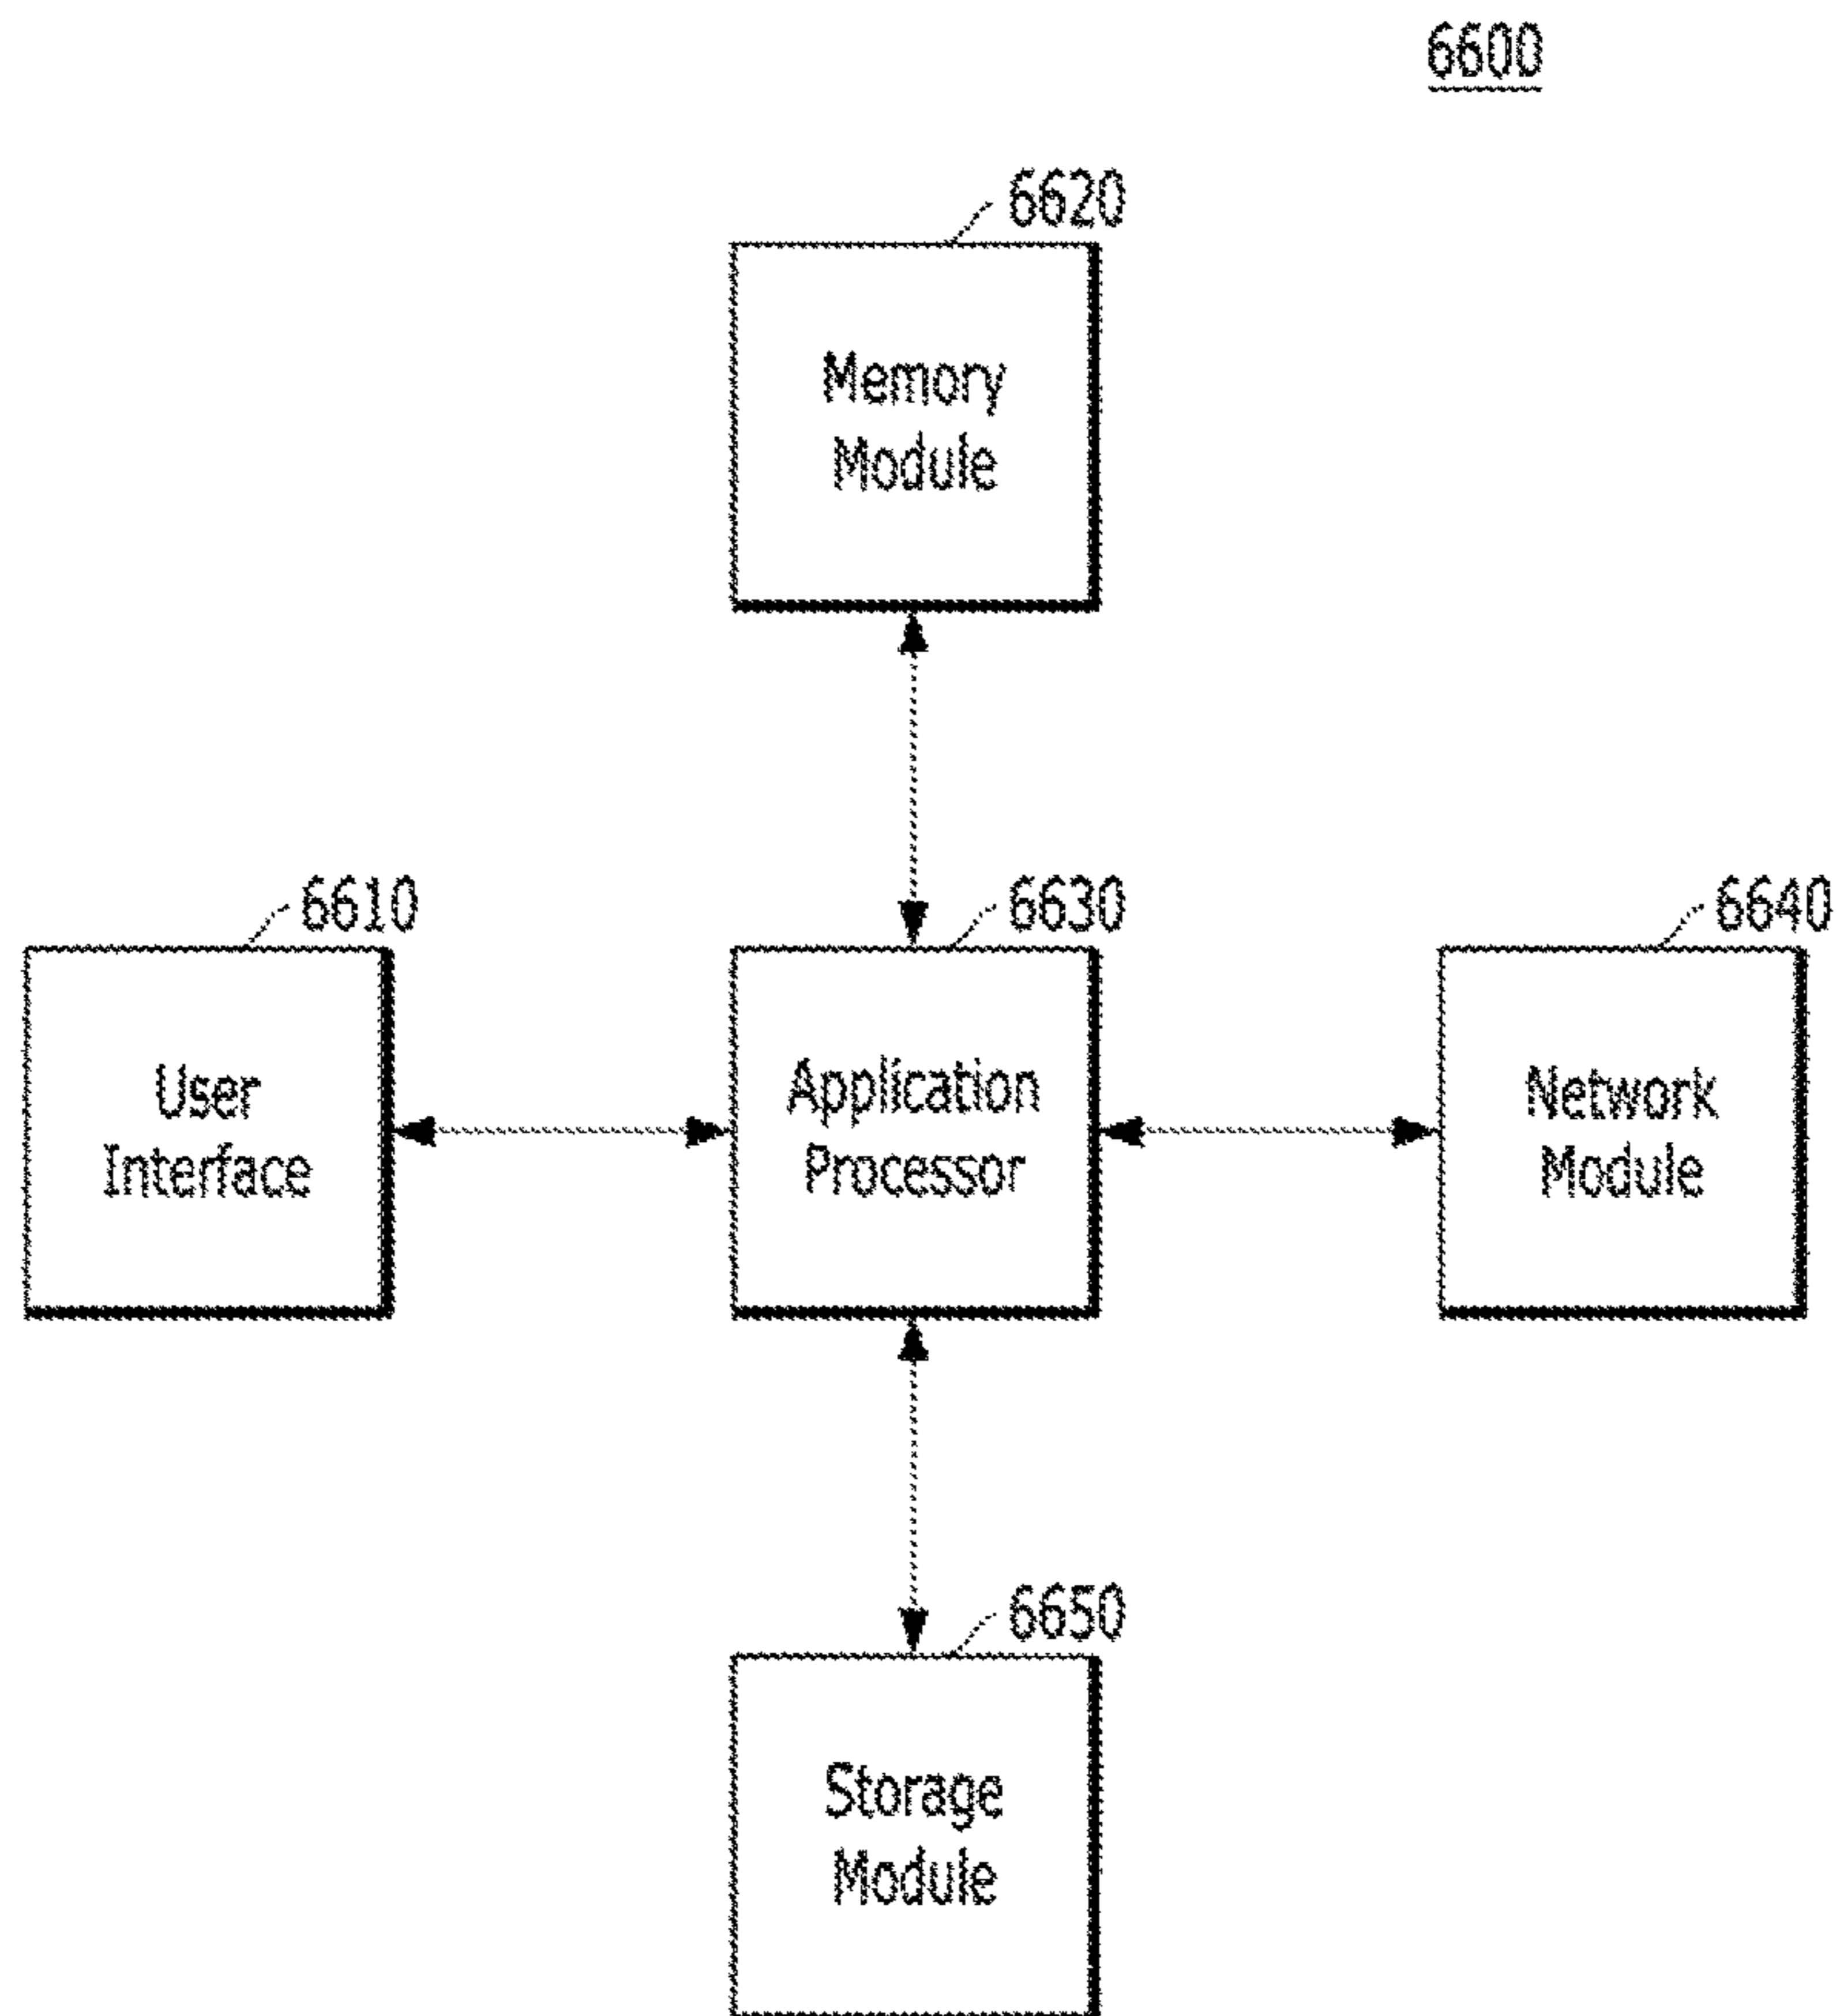 6600
6620
Memory
Module
6610
6630
6640
User
Interface
Application
Processor
Network
Module
6650
Storage
Module